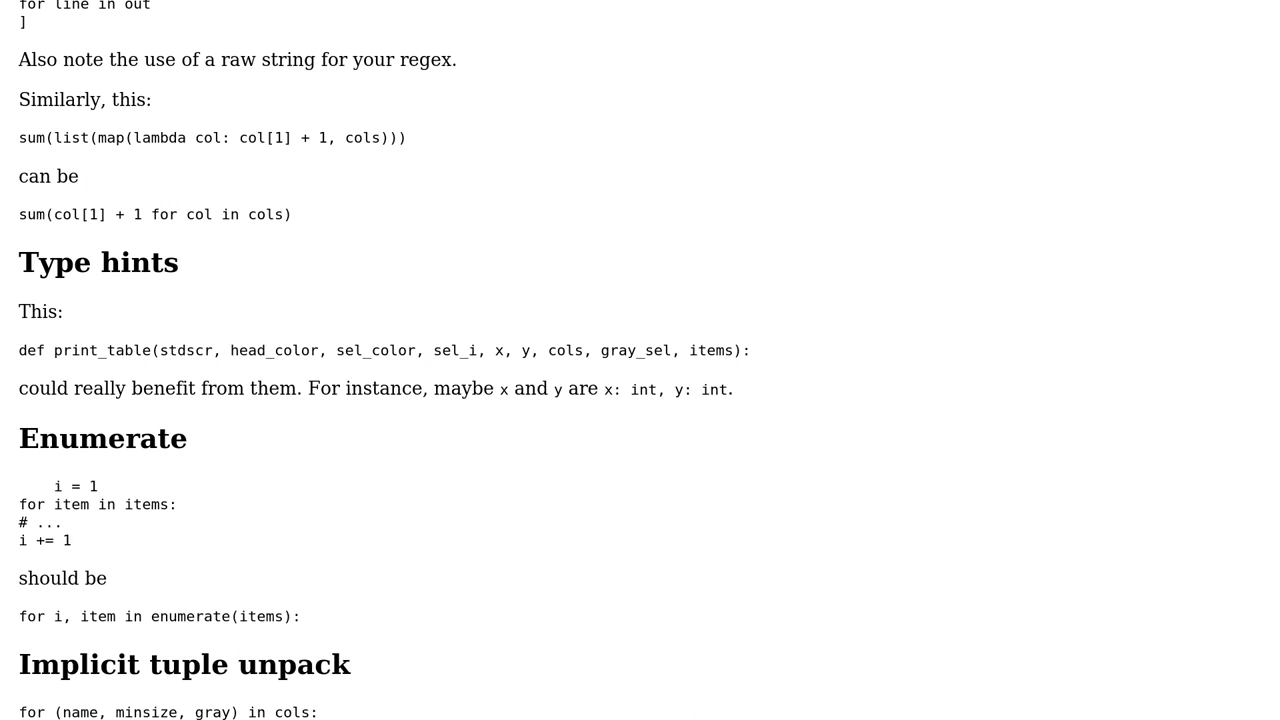 for line in out
]
Also note the use of a raw string for your regex.
Similarly, this:
sum(list(map(lambda col: col[1] + 1, cols)))
can be
sum(col[1] + 1 for col in cols)
Type hints
This:
def print_table(stdscr, head_color, sel_color, sel_i, x, y, cols, gray_sel, items):
could really benefit from them. For instance, maybe x and y are x: int, y: int.
Enumerate
    i = 1
for item in items:
# ...
i += 1
should be
for i, item in enumerate(items):
Implicit tuple unpack
for (name, minsize, gray) in cols: